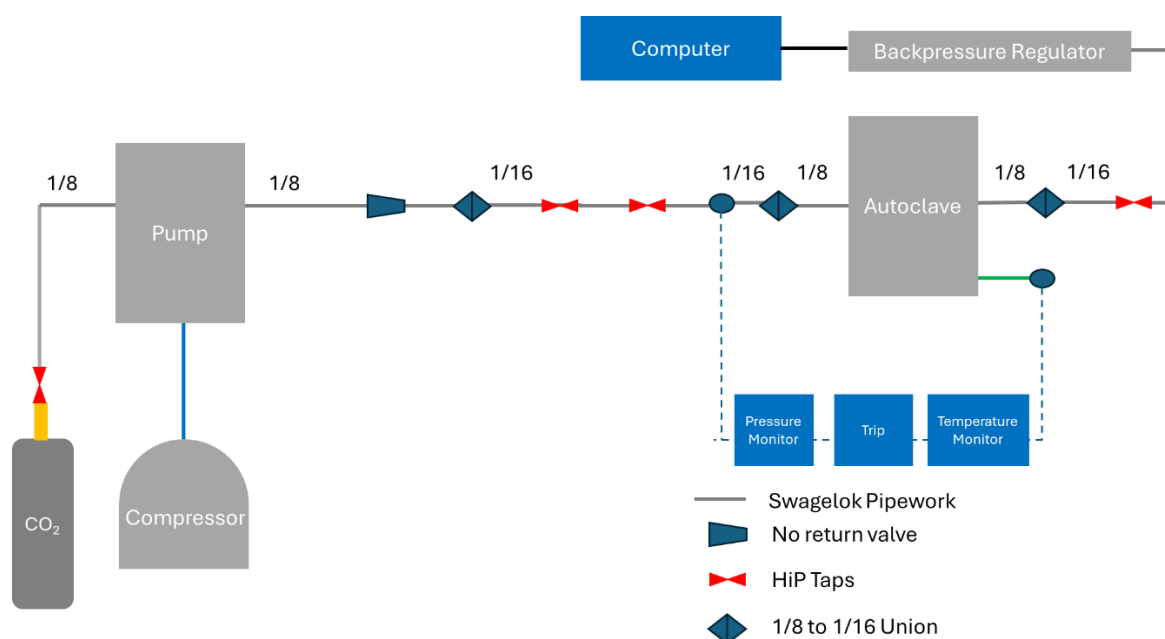 Computer
Backpressure Regulator
1/8
1/8
1/16
1/16
1/8
1/8
1/16
Pump
Autoclave
CO₂
Compressor
Pressure
Monitor
Trip
Temperature
Monitor
Swagelok Pipework
No return valve
HiP Taps
1/8 to 1/16 Union